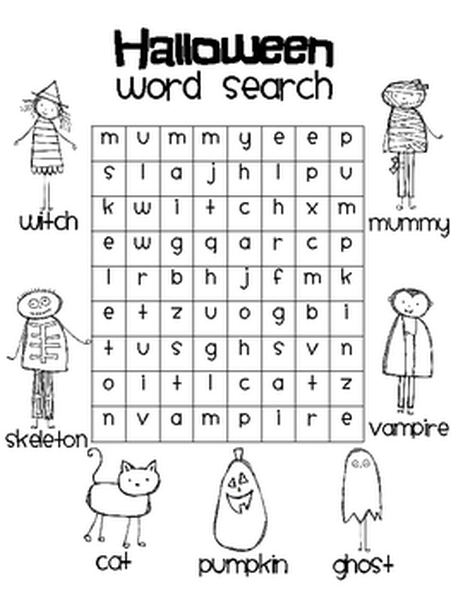 Halloween
word search
m u m m y e e p
s l a j h l p u
k w i t c h x m
e w g q a r c p
l r b h j f m k
e t z u o g b i
t u s g h s v n
o i t l c a t z
n v a m p i r e
witch
mummy
skeleton
vampire
cat
pumpkin
ghost